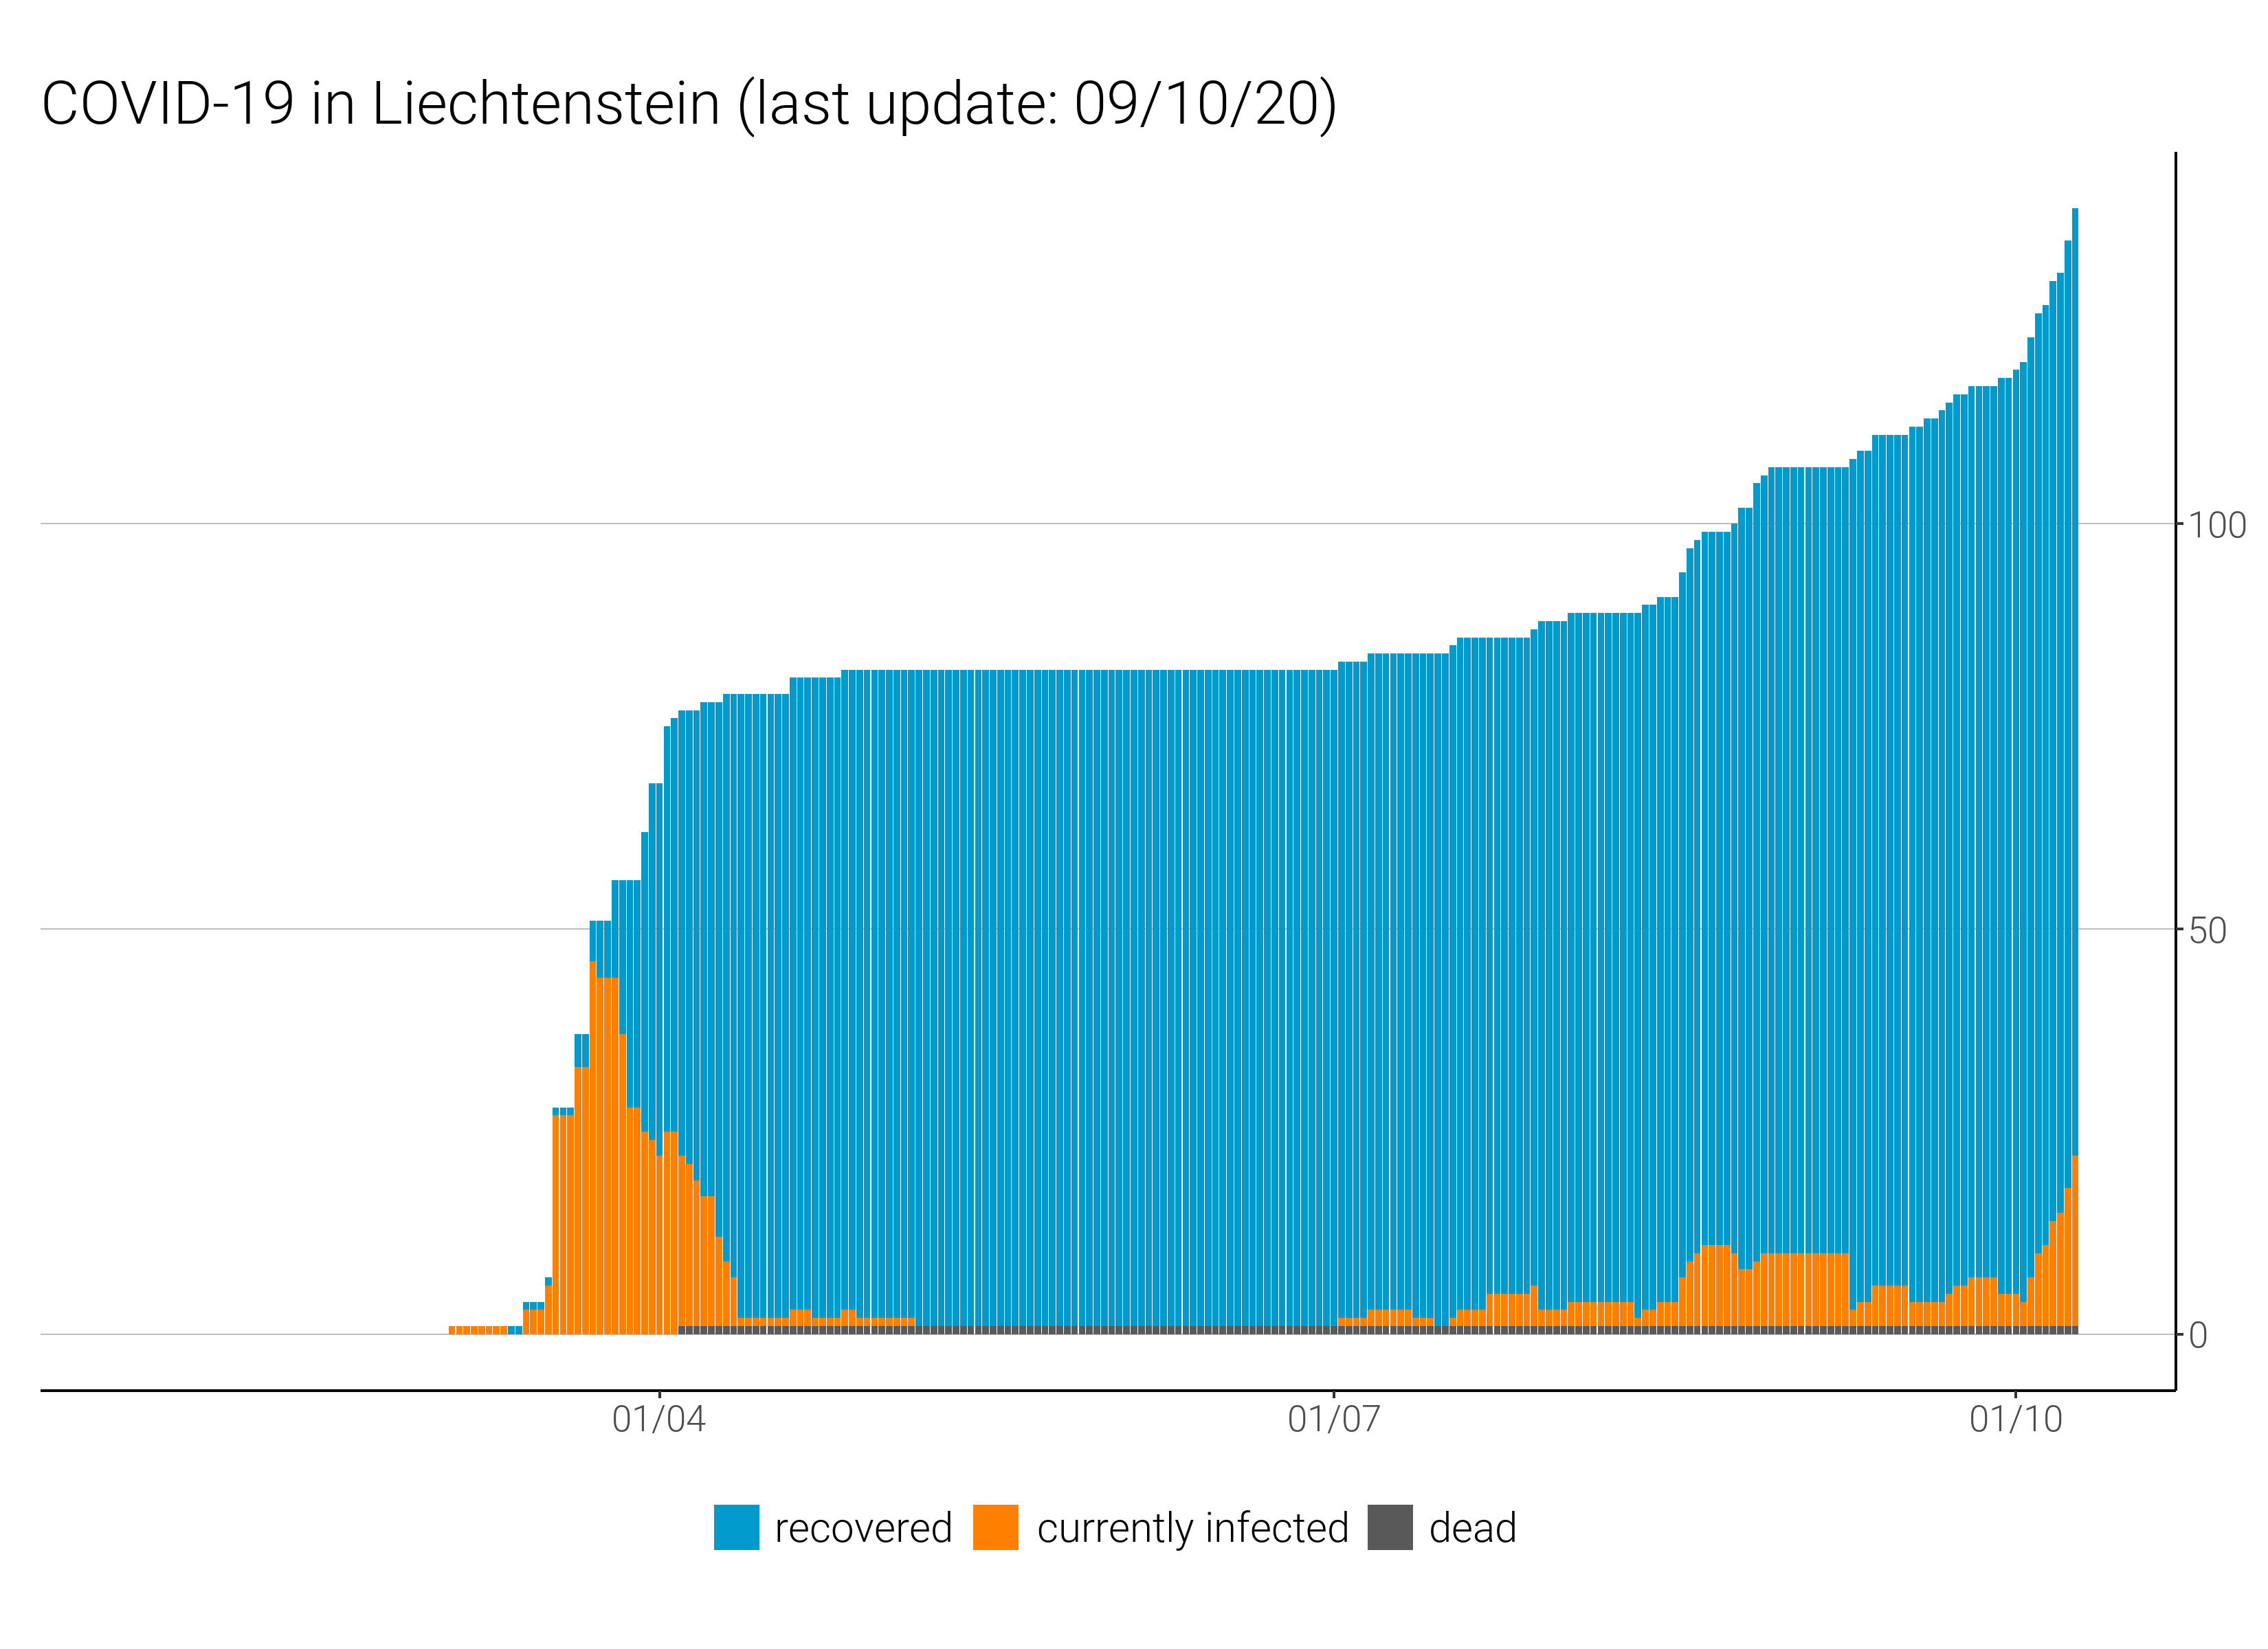 COVID-19 in Liechtenstein (last update: 09/10/20)
100
50
0
01/04 01/07 01/10
recovered currently infected dead